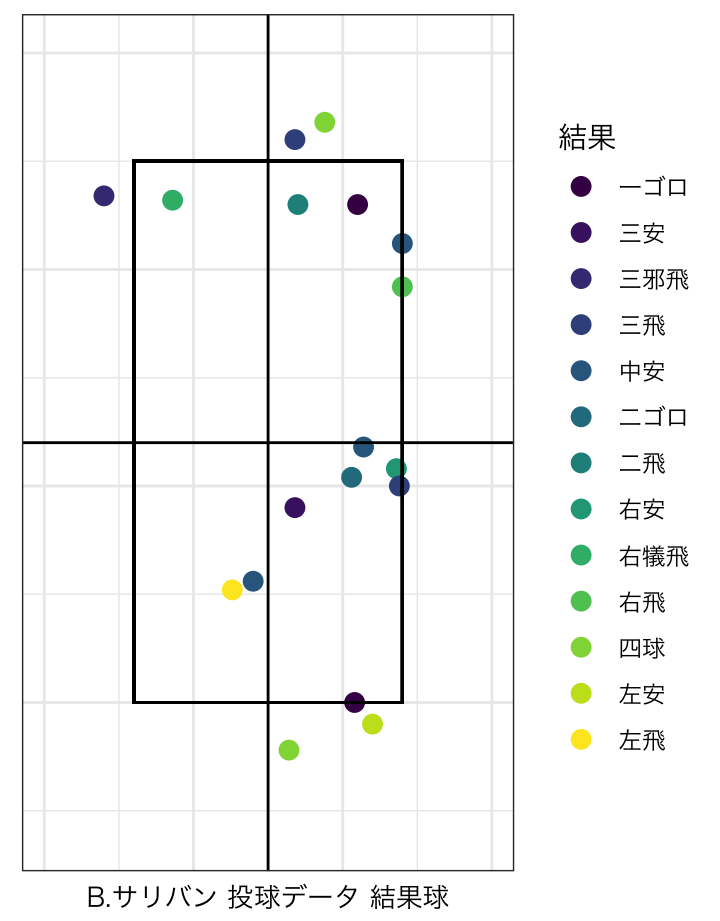 結果
一ゴロ
三安
三邪飛
三飛
中安
二ゴロ
二飛
右安
右犠飛
右飛
四球
左安
左飛
B.サリバン 投球データ 結果球